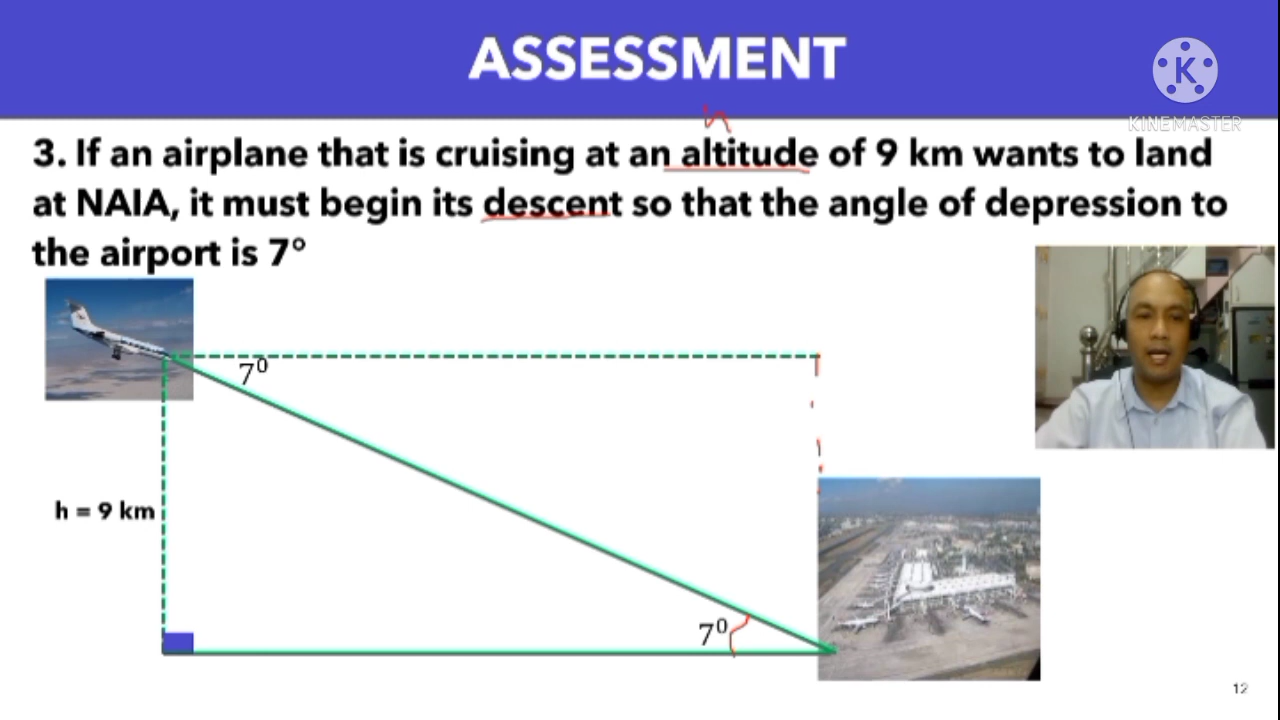 ASSESSMENT
K
KINEMASTER
h
3. If an airplane that is cruising at an altitude of 9 km wants to land
at NAIA, it must begin its descent so that the angle of depression to
the airport is 7°
7⁰
h = 9 km
7⁰
12